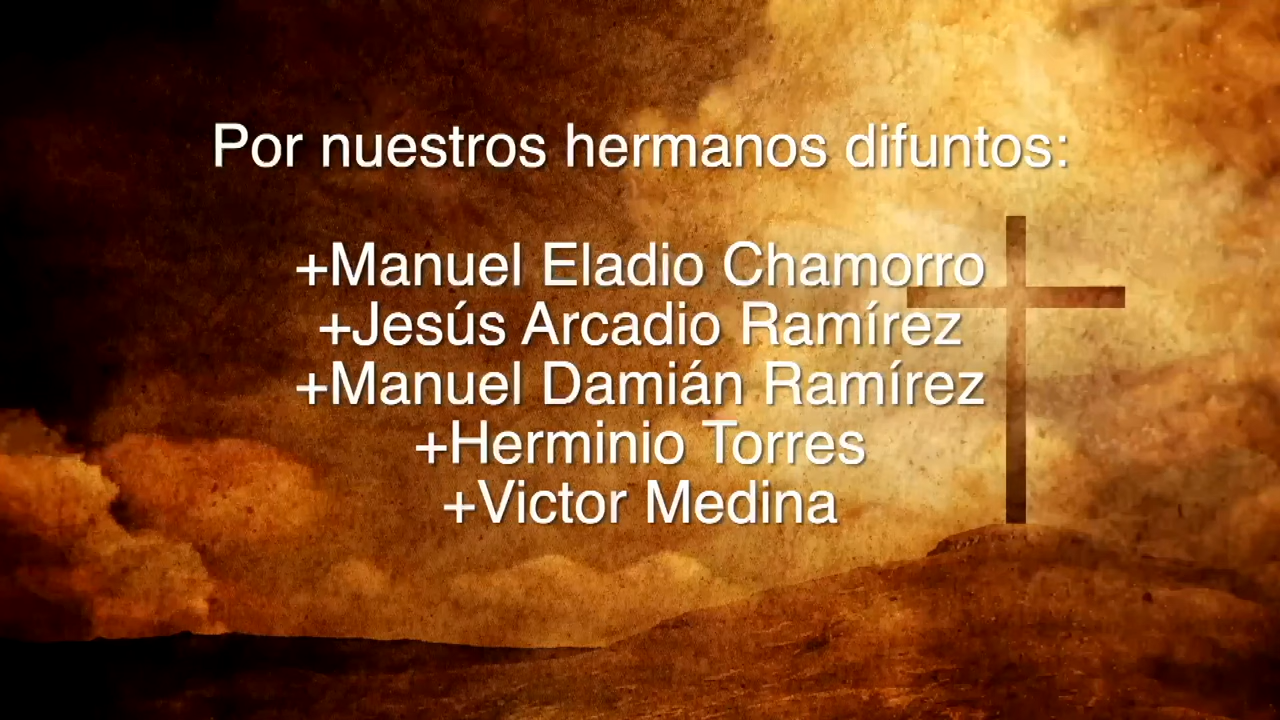 Por nuestros hermanos difuntos:
+Manuel Eladio Chamorro
+Jesús Arcadio Ramírez
+Manuel Damián Ramírez
+Herminio Torres
+Victor Medina